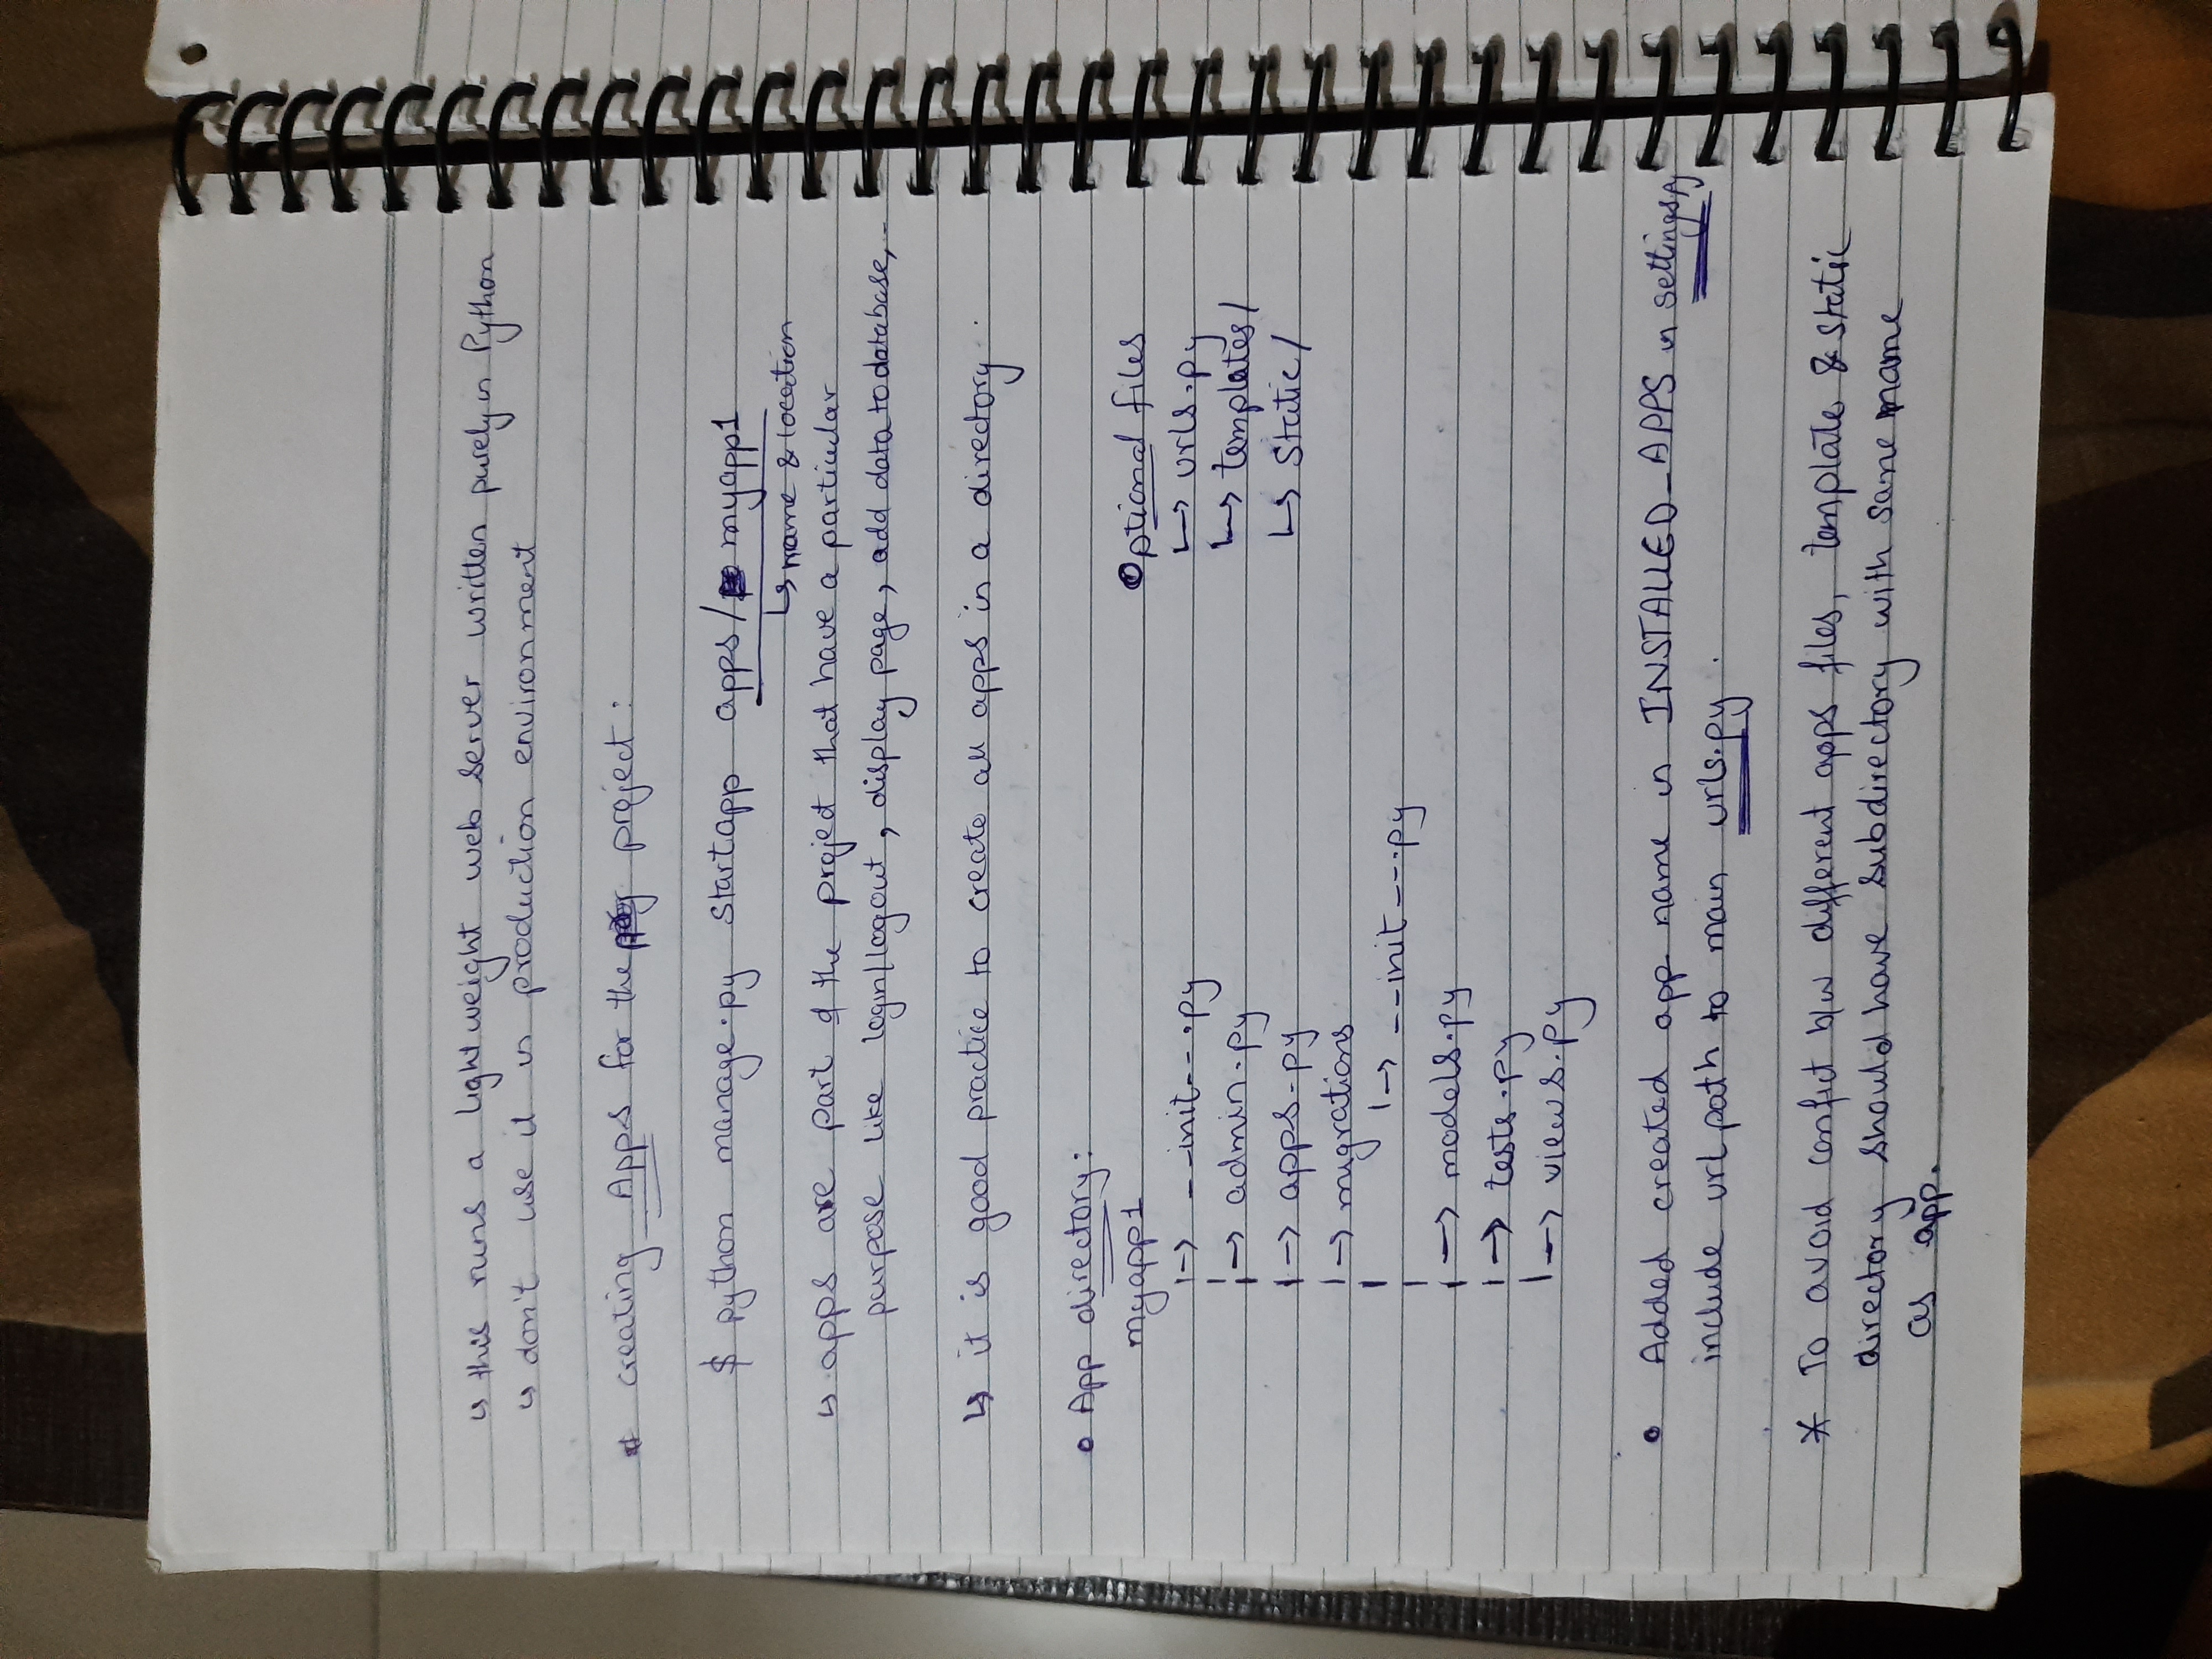 ↳ this runs a lightweight web server written purely in Python
↳ don't use it in production environment
* creating Apps for the project :
$ python manage.py startapp apps/ myapp1
↳ name & location
↳ apps are part of the project that have a particular
purpose like login/logout, display page, add data to database, -
↳ it is good practice to create all apps in a directory .
• App directory :
myapp1 Optional files
|-> __init__.py ↳ urls.py
|-> admin.py ↳ templates/
|-> apps.py ↳ static/
|-> migrations
|-> __init__.py
|-> models.py
|-> tests.py
|-> views.py
• Added created app name in INSTALLED_APPS in settings.py
include url path to main urls.py .
* To avoid confict b/w different apps files, template & static
directory should have subdirectory with same name
as app.